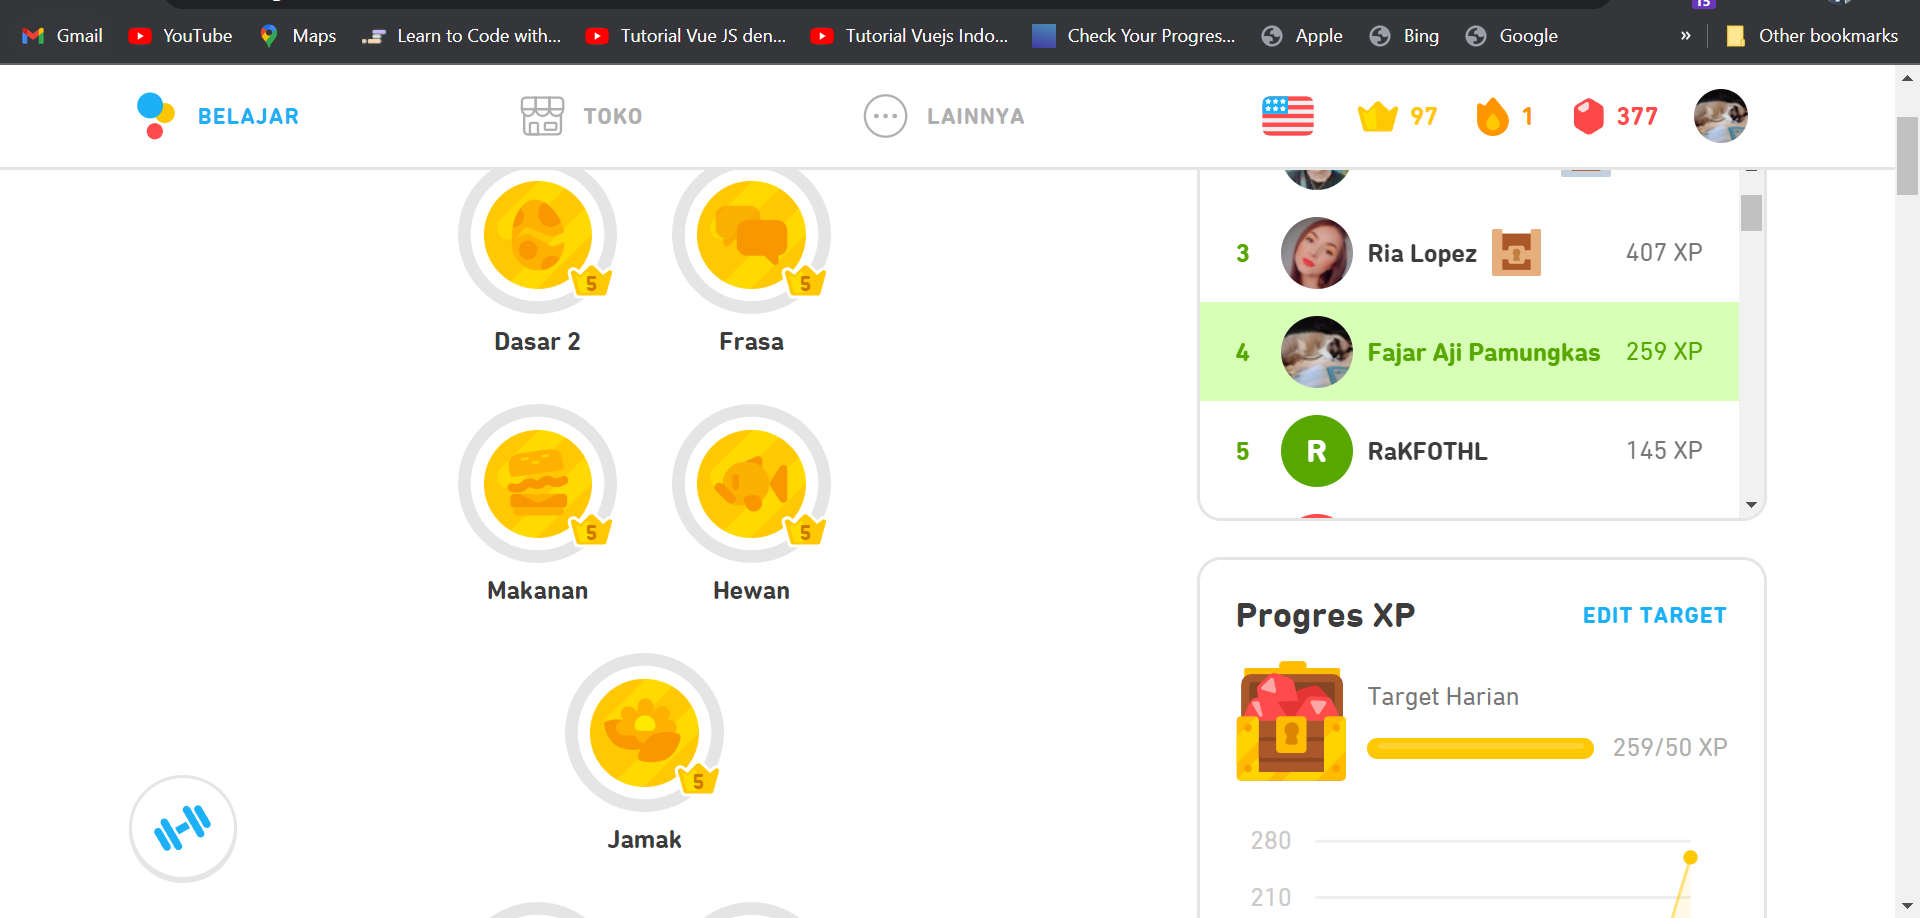 15
Gmail
YouTube
Maps
Learn to Code with...
Tutorial Vue JS den...
Tutorial Vuejs Indo...
Check Your Progres...
Apple
Bing
Google
»
Other bookmarks
BELAJAR
TOKO
LAINNYA
97
1
377
5
5
Dasar 2
Frasa
5
5
Makanan
Hewan
5
Jamak
3
Ria Lopez
407 XP
4
Fajar Aji Pamungkas
259 XP
5
R
RaKFOTHL
145 XP
Progres XP
EDIT TARGET
Target Harian
259/50 XP
280
210